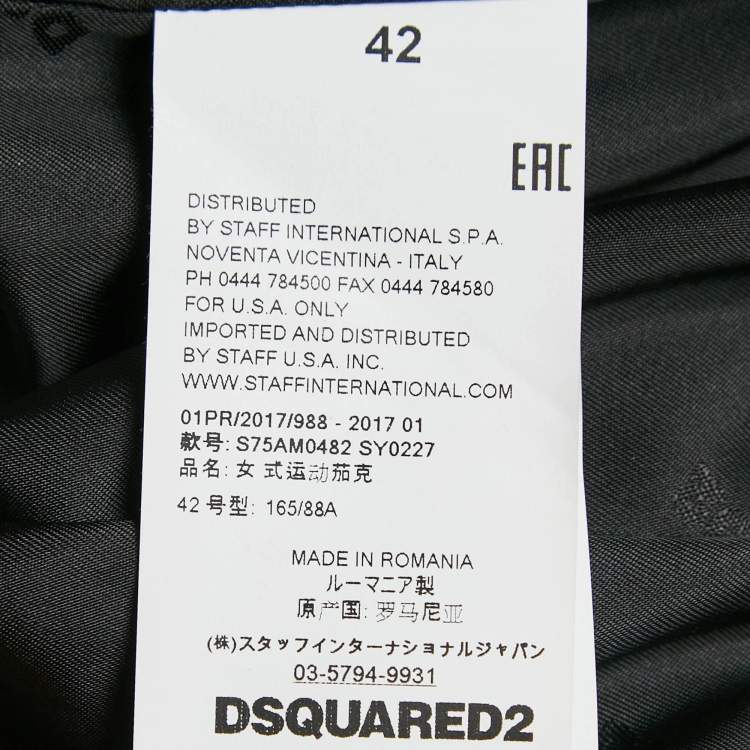 42
EAC
DISTRIBUTED
BY STAFF INTERNATIONAL S.P.A.
NOVENTA VICENTINA - ITALY
PH 0444 784500 FAX 0444 784580
FOR U.S.A. ONLY
IMPORTED AND DISTRIBUTED
BY STAFF U.S.A. INC.
WWW.STAFFINTERNATIONAL.COM
01PR/2017/988 - 2017 01
款号: S75AM0482 SY0227
品名: 女 式运动茄克
42 号型: 165/88A
MADE IN ROMANIA
ルーマニア製
原产国: 罗马尼亚
(株)スタッフインターナショナルジャパン
03-5794-9931
DSQUARED2